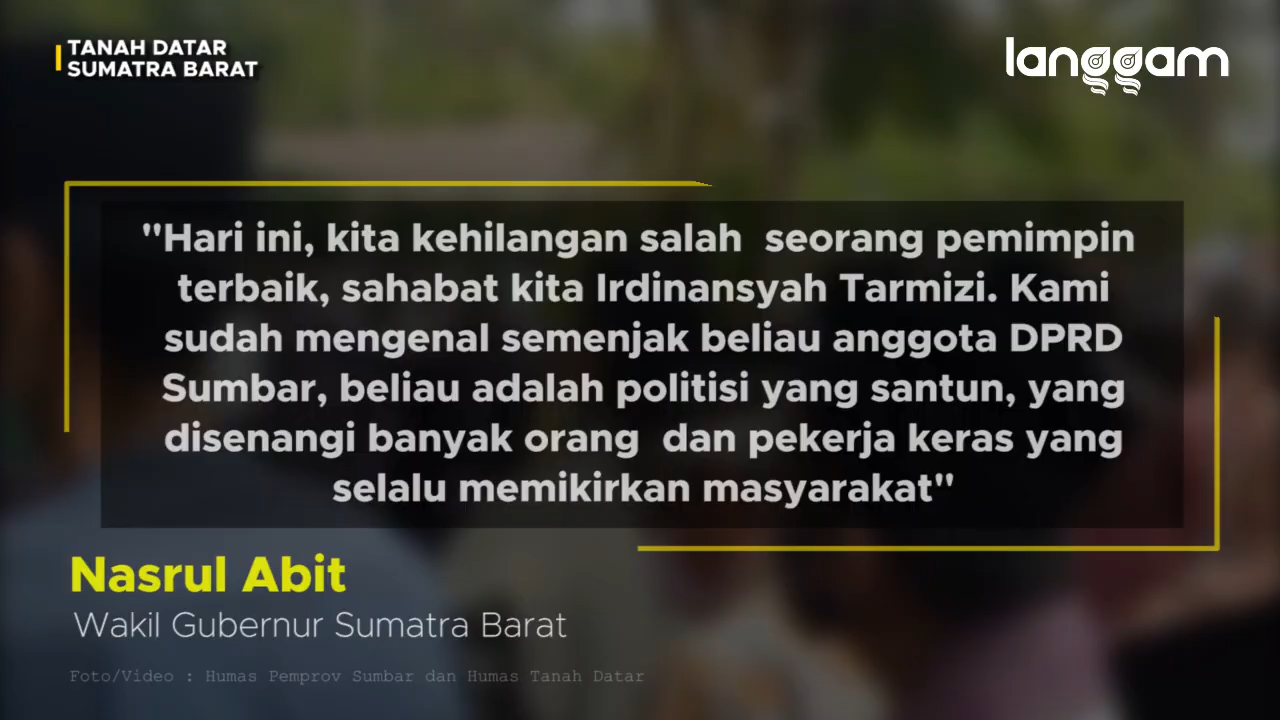 TANAH DATAR
SUMATRA BARAT
langgam
"Hari ini, kita kehilangan salah  seorang pemimpin
terbaik, sahabat kita Irdinansyah Tarmizi. Kami
sudah mengenal semenjak beliau anggota DPRD
Sumbar, beliau adalah politisi yang santun, yang
disenangi banyak orang  dan pekerja keras yang
selalu memikirkan masyarakat"
Nasrul Abit
Wakil Gubernur Sumatra Barat
Foto/Video : Humas Pemprov Sumbar dan Humas Tanah Datar